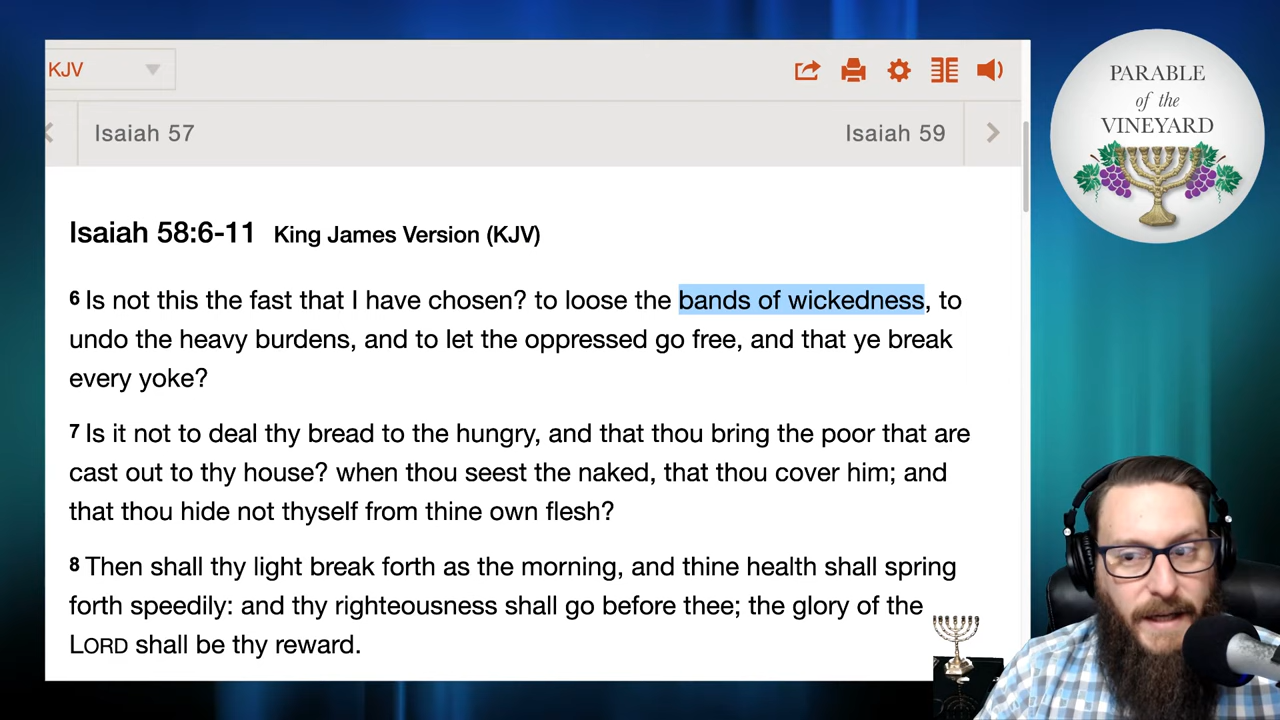 KJV
Isaiah 57
Isaiah 59
Isaiah 58:6-11 King James Version (KJV)
6 Is not this the fast that I have chosen? to loose the bands of wickedness, to
undo the heavy burdens, and to let the oppressed go free, and that ye break
every yoke?
7 Is it not to deal thy bread to the hungry, and that thou bring the poor that are
cast out to thy house? when thou seest the naked, that thou cover him; and
that thou hide not thyself from thine own flesh?
8 Then shall thy light break forth as the morning, and thine health shall spring
forth speedily: and thy righteousness shall go before thee; the glory of the
LORD shall be thy reward.
PARABLE
of the
VINEYARD